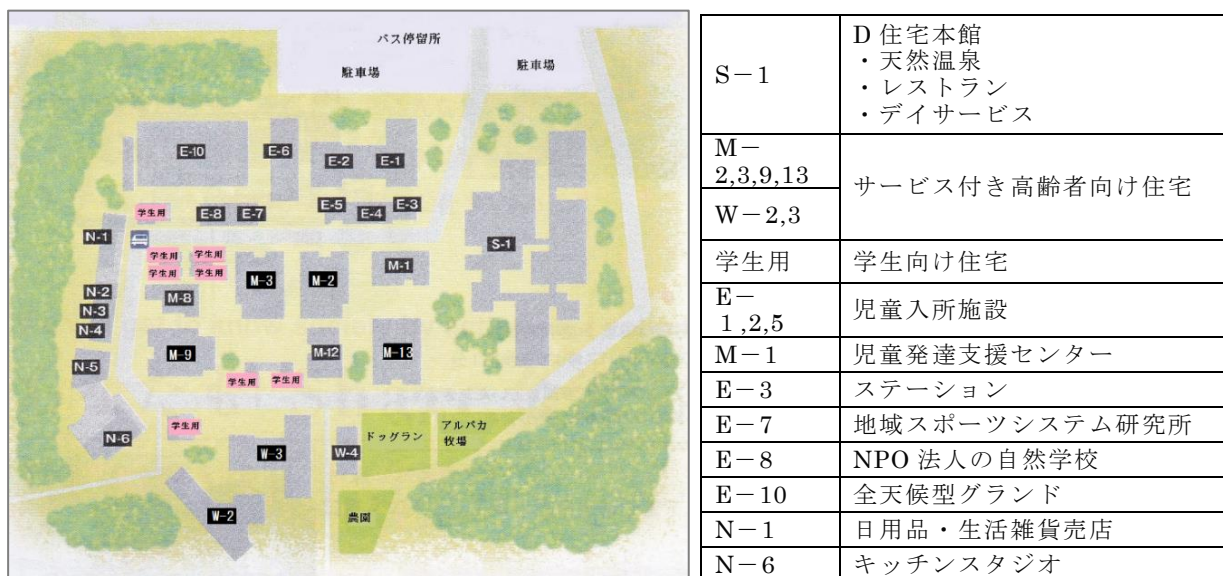 バス停留所
駐車場
駐車場
E-10
E-6
E-2
E-1
学生用
E-8
E-7
E-5
E-4
E-3
N-1
S-1
学生用
学生用
学生用
学生用
M-3
M-2
M-1
N-2
M-8
N-3
N-4
M-9
M-12
M-13
N-5
学生用
学生用
学生用
N-6
W-3
W-4
ドッグラン
アルパカ
牧場
W-2
農園
S-1
D 住宅本館
・天然温泉
・レストラン
・デイサービス
M-
2,3,9,13
W-2,3
サービス付き高齢者向け住宅
学生用
学生向け住宅
E-
1 ,2,5
児童入所施設
M-1
児童発達支援センター
E-3
ステーション
E-7
地域スポーツシステム研究所
E-8
NPO 法人の自然学校
E-10
全天候型グランド
N-1
日用品・生活雑貨売店
N-6
キッチンスタジオ